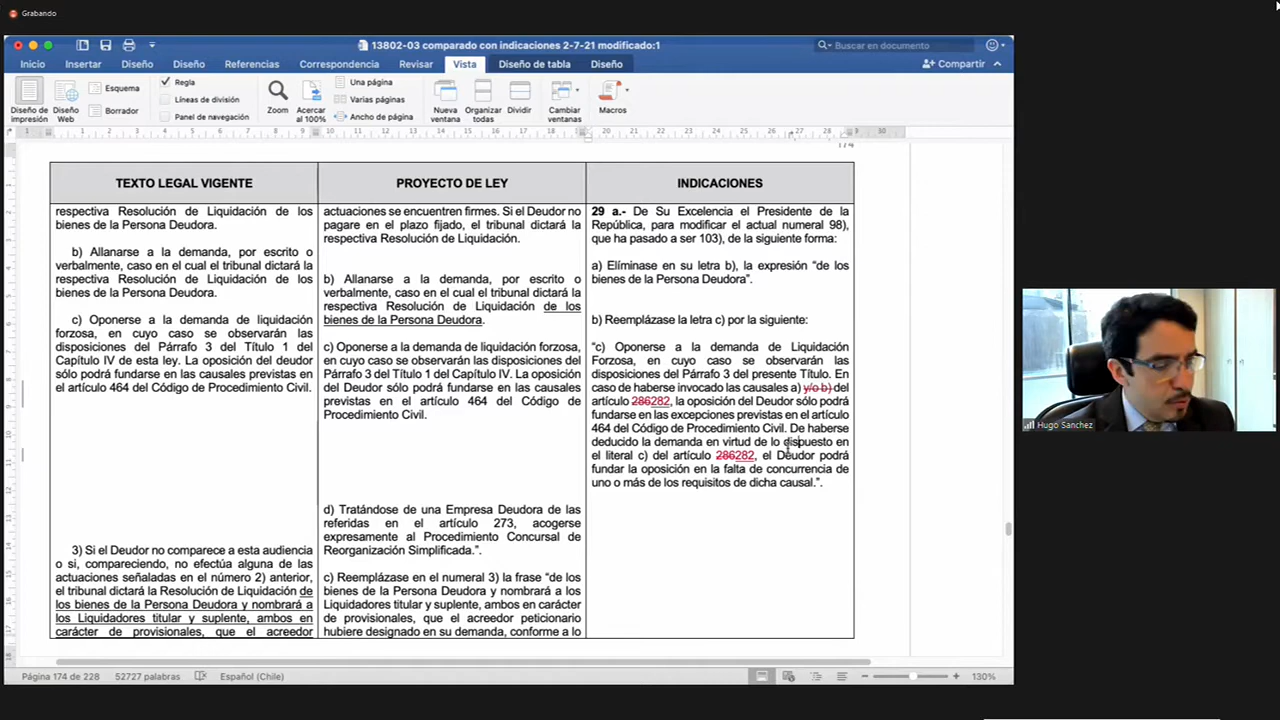 Grabando
13802-03 comparado con indicaciones 2-7-21 modificado:1
Buscar en documento
Inicio Insertar Diseño Diseño Referencias Correspondencia Revisar Vista Diseño de tabla Diseño Compartir
Diseño de impresión
Diseño Web
Esquema
Borrador
Regla
Líneas de división
Panel de navegación
Zoom
Acercar al 100%
Una página
Varias páginas
Ancho de página
Nueva ventana
Organizar todas
Dividir
Cambiar ventanas
Macros
TEXTO LEGAL VIGENTE
respectiva Resolución de Liquidación de los
bienes de la Persona Deudora.
b) Allanarse a la demanda, por escrito o
verbalmente, caso en el cual el tribunal dictará la
respectiva Resolución de Liquidación de los
bienes de la Persona Deudora.
c) Oponerse a la demanda de liquidación
forzosa, en cuyo caso se observarán las
disposiciones del Párrafo 3 del Título 1 del
Capítulo IV de esta ley. La oposición del deudor
sólo podrá fundarse en las causales previstas en
el artículo 464 del Código de Procedimiento Civil.
3) Si el Deudor no comparece a esta audiencia
o si, compareciendo, no efectúa alguna de las
actuaciones señaladas en el número 2) anterior,
el tribunal dictará la Resolución de Liquidación de
los bienes de la Persona Deudora y nombrará a
los Liquidadores titular y suplente, ambos en
carácter de provisionales, que el acreedor
PROYECTO DE LEY
actuaciones se encuentren firmes. Si el Deudor no
pagare en el plazo fijado, el tribunal dictará la
respectiva Resolución de Liquidación.
b) Allanarse a la demanda, por escrito o
verbalmente, caso en el cual el tribunal dictará la
respectiva Resolución de Liquidación de los
bienes de la Persona Deudora.
c) Oponerse a la demanda de liquidación forzosa,
en cuyo caso se observarán las disposiciones del
Párrafo 3 del Título 1 del Capítulo IV. La oposición
del Deudor sólo podrá fundarse en las causales
previstas en el artículo 464 del Código de
Procedimiento Civil.
d) Tratándose de una Empresa Deudora de las
referidas en el artículo 273, acogerse
expresamente al Procedimiento Concursal de
Reorganización Simplificada.”.
c) Reemplázase en el numeral 3) la frase “de los
bienes de la Persona Deudora y nombrará a los
Liquidadores titular y suplente, ambos en carácter
de provisionales, que el acreedor peticionario
hubiere designado en su demanda, conforme a lo
INDICACIONES
29 a.- De Su Excelencia el Presidente de la
República, para modificar el actual numeral 98),
que ha pasado a ser 103), de la siguiente forma:
a) Elimínase en su letra b), la expresión “de los
bienes de la Persona Deudora”.
b) Reemplázase la letra c) por la siguiente:
“c) Oponerse a la demanda de Liquidación
Forzosa, en cuyo caso se observarán las
disposiciones del Párrafo 3 del presente Título. En
caso de haberse invocado las causales a) y/o b) del
artículo 286282, la oposición del Deudor sólo podrá
fundarse en las excepciones previstas en el artículo
464 del Código de Procedimiento Civil. De haberse
deducido la demanda en virtud de lo dispuesto en
el literal c) del artículo 286282, el Deudor podrá
fundar la oposición en la falta de concurrencia de
uno o más de los requisitos de dicha causal.”.
Hugo Sanchez
Página 174 de 228 52727 palabras Español (Chile) 130%